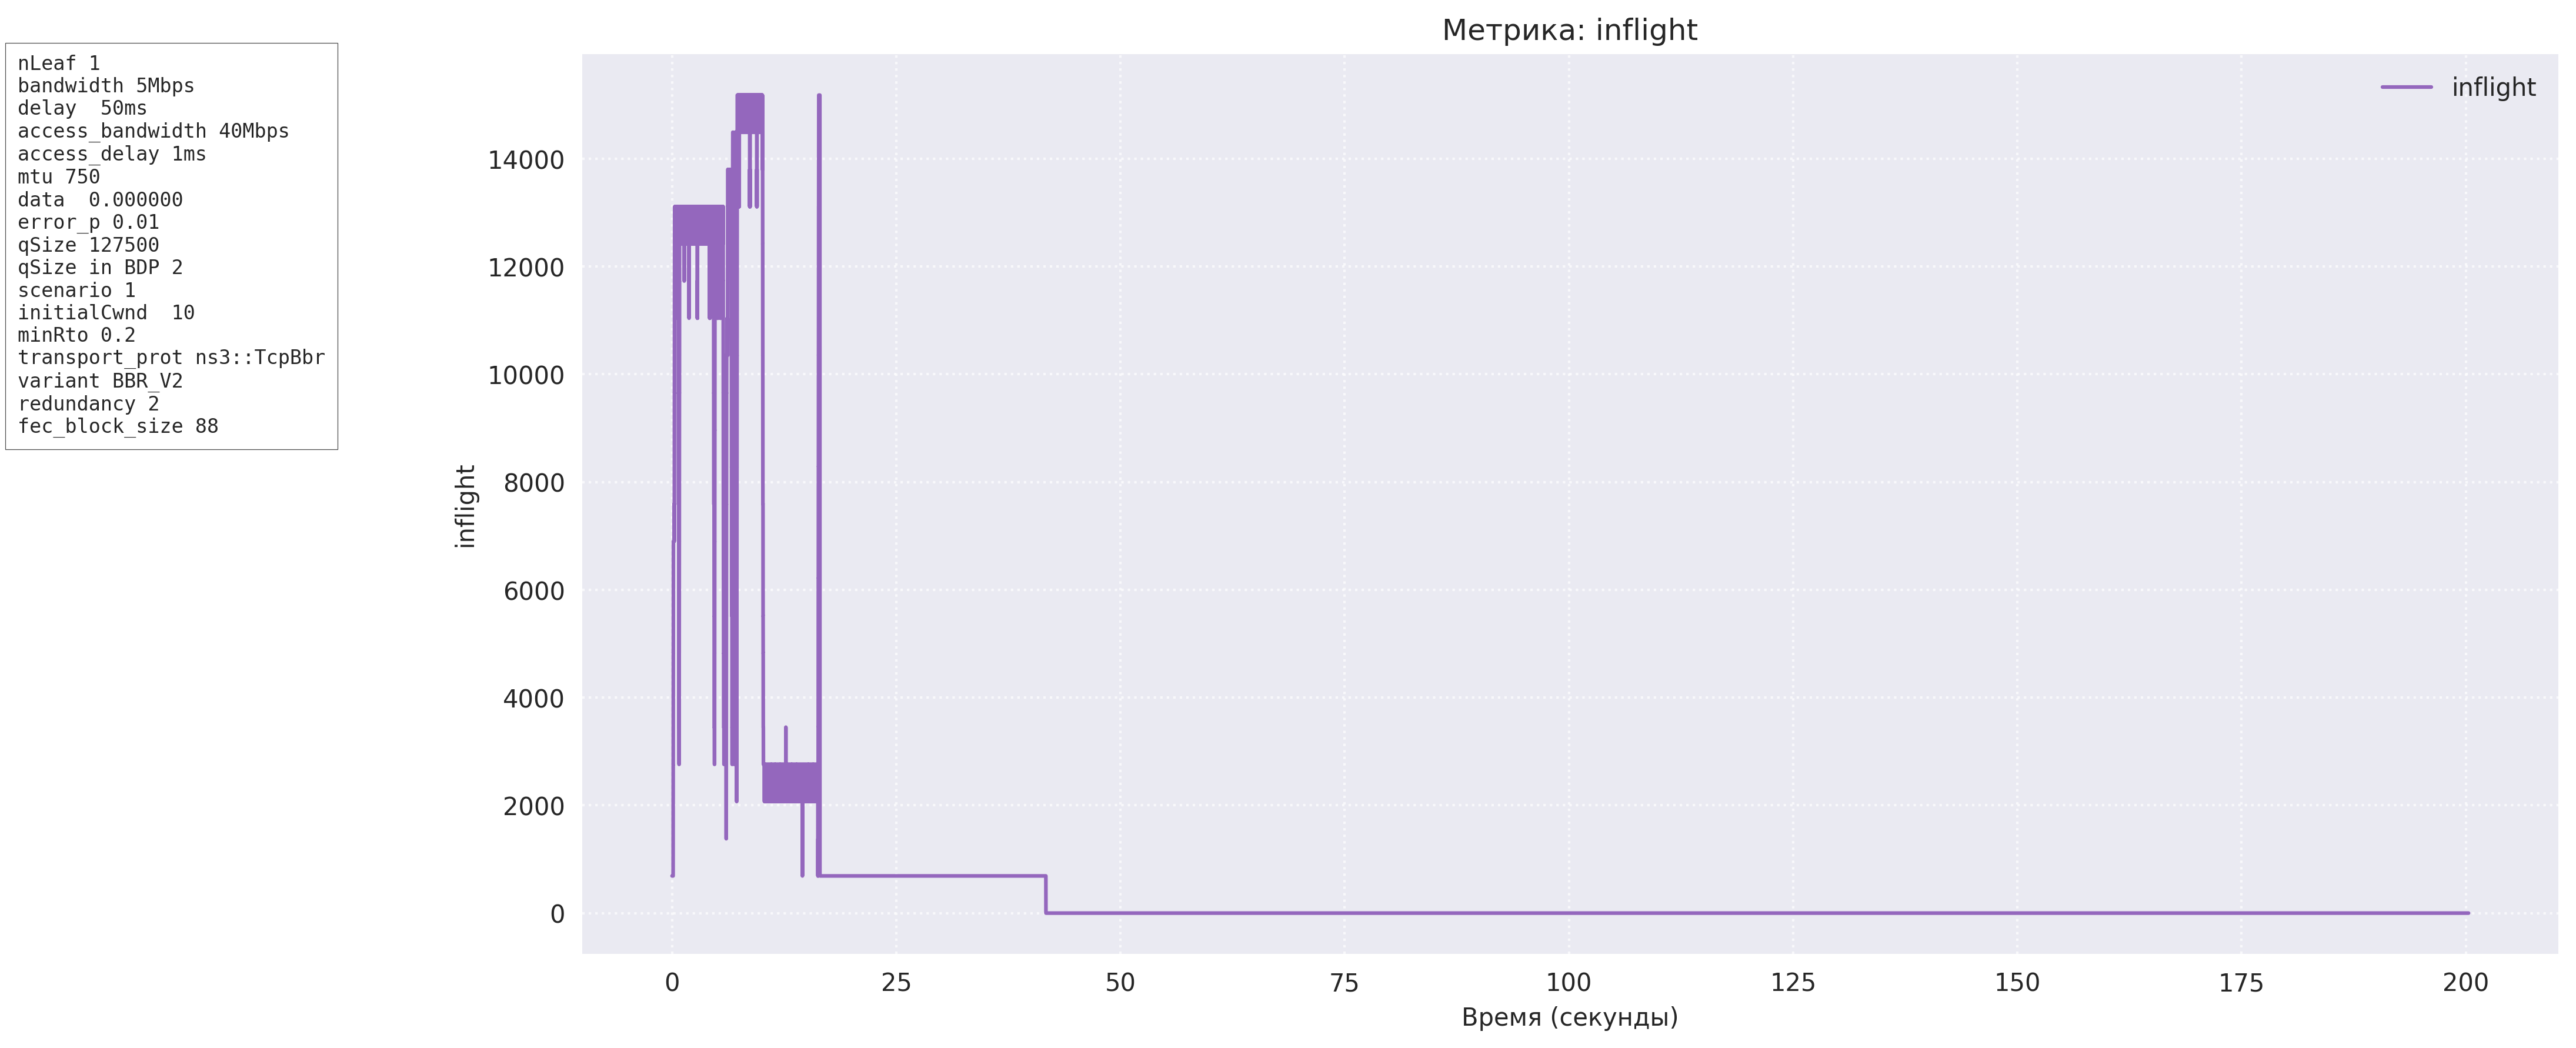 Метрика: inflight
nLeaf 1
bandwidth 5Mbps
delay  50ms
access_bandwidth 40Mbps
access_delay 1ms
mtu 750
data  0.000000
error_p 0.01
qSize 127500
qSize in BDP 2
scenario 1
initialCwnd  10
minRto 0.2
transport_prot ns3::TcpBbr
variant BBR_V2
redundancy 2
fec_block_size 88
inflight
inflight
14000
12000
10000
8000
6000
4000
2000
0
0 25 50 75 100 125 150 175 200
Время (секунды)